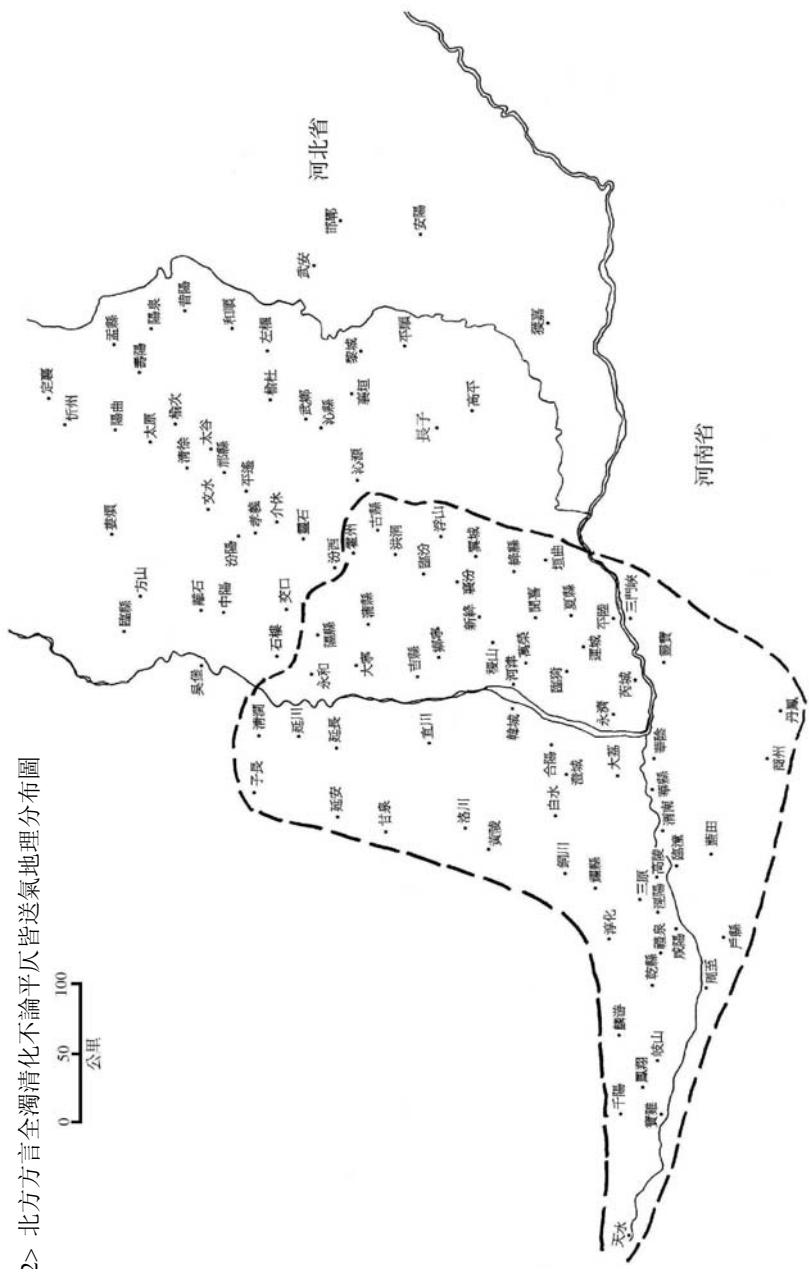 2> 北方方言全濁清化不論平仄皆送氣地理分布圖
0 50 100
公里
河北省
河南省
定襄
忻州
盂縣
陽曲
壽陽
陽泉
太原
昔陽
榆次
清徐
太谷
和順
婁煩
文水
祁縣
平遙
左權
榆社
方山
臨縣
離石
汾陽
孝義
中陽
介休
武鄉
沁縣
交口
靈石
石樓
沁源
襄垣
黎城
武安
邯鄲
安陽
平順
長子
高平
獲嘉
吳堡
汾西
霍州
古縣
洪洞
隰縣
蒲縣
永和
大寧
臨汾
浮山
吉縣
鄉寧
襄汾
翼城
新絳
絳縣
稷山
河津
萬榮
聞喜
垣曲
夏縣
臨猗
運城
平陸
三門峽
永濟
芮城
靈寶
清澗
子長
延川
延長
延安
甘泉
宜川
洛川
黃陵
韓城
合陽
白水
澄城
銅川
耀縣
大荔
華陰
華縣
渭南
三原
高陵
臨潼
涇陽
淳化
禮泉
咸陽
乾縣
藍田
商州
丹鳳
戶縣
周至
麟游
岐山
鳳翔
千陽
寶雞
天水